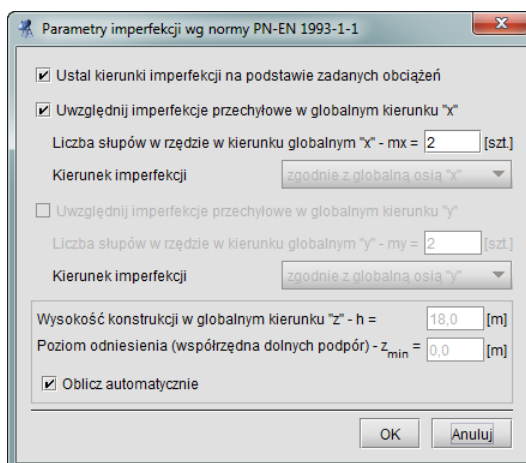 Parametry imperfekcji wg normy PN-EN 1993-1-1
Ustal kierunki imperfekcji na podstawie zadanych obciążeń
Uwzględnij imperfekcje przechyłowe w globalnym kierunku "x"
Liczba słupów w rzędzie w kierunku globalnym "x" - mx = 2 [szt.]
Kierunek imperfekcji zgodnie z globalną osią "x"
Uwzględnij imperfekcje przechyłowe w globalnym kierunku "y"
Liczba słupów w rzędzie w kierunku globalnym "y" - my = 2 [szt.]
Kierunek imperfekcji zgodnie z globalną osią "y"
Wysokość konstrukcji w globalnym kierunku "z" - h = 18,0 [m]
Poziom odniesienia (współrzędna dolnych podpór) - zmin = 0,0 [m]
Oblicz automatycznie
OK Anuluj